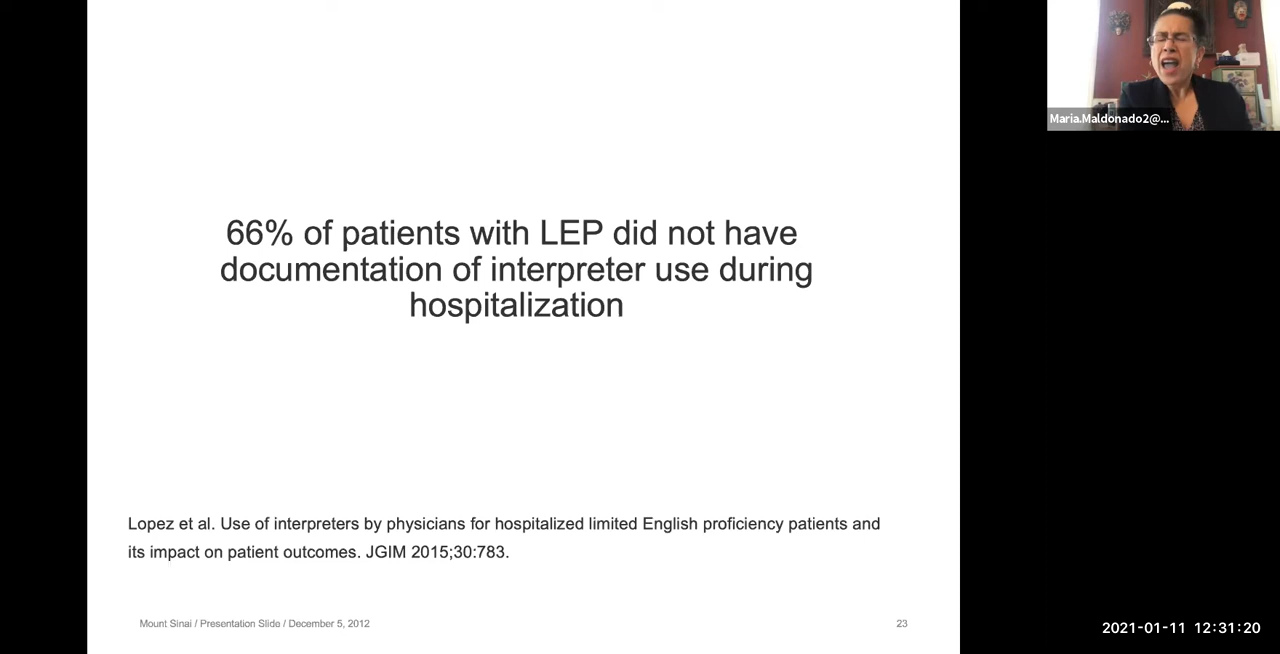 66% of patients with LEP did not have
documentation of interpreter use during
hospitalization
Lopez et al. Use of interpreters by physicians for hospitalized limited English proficiency patients and
its impact on patient outcomes. JGIM 2015;30:783.
Mount Sinai / Presentation Slide / December 5, 2012
23
Maria.Maldonado2@...
2021-01-11 12:31:20